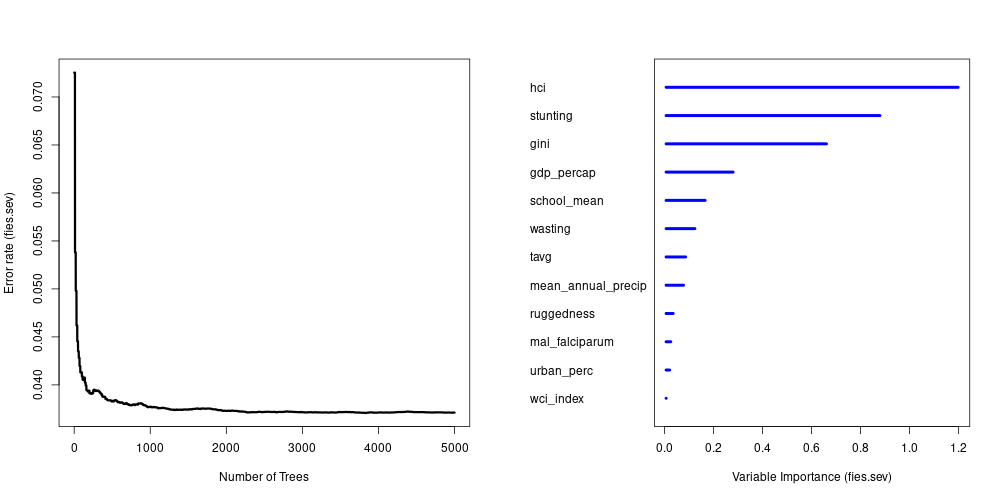 Error rate (fies.sev)
0.070
0.065
0.060
0.055
0.050
0.045
0.040
0 1000 2000 3000 4000 5000
Number of Trees
hci
stunting
gini
gdp_percap
school_mean
wasting
tavg
mean_annual_precip
ruggedness
mal_falciparum
urban_perc
wci_index
0.0 0.2 0.4 0.6 0.8 1.0 1.2
Variable Importance (fies.sev)